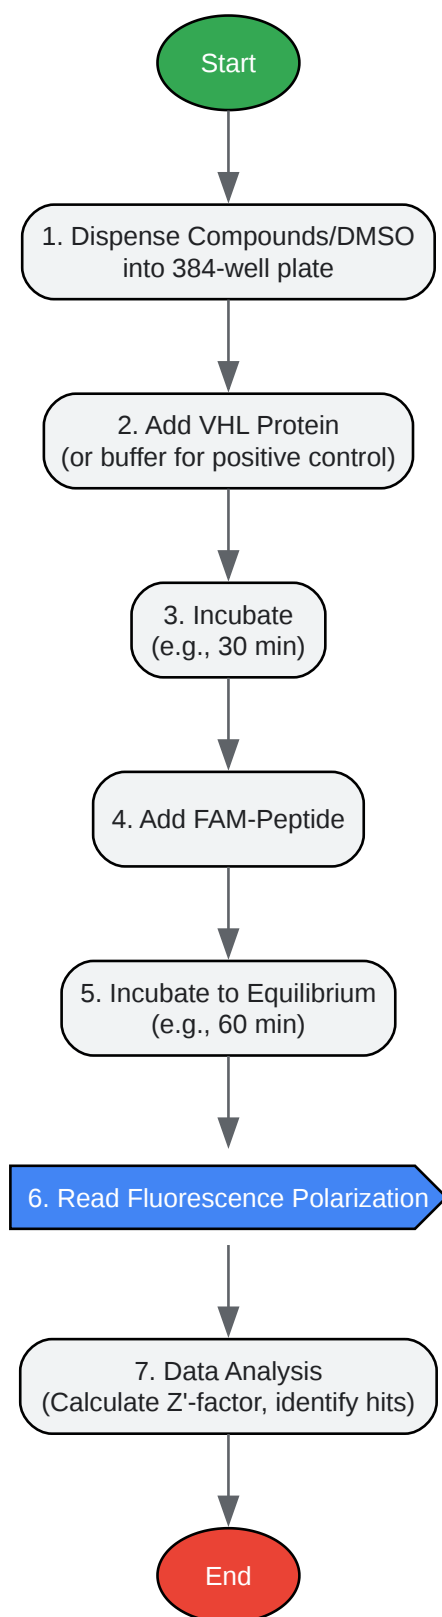 Start
1. Dispense Compounds/DMSO
into 384-well plate
2. Add VHL Protein
(or buffer for positive control)
3. Incubate
(e.g., 30 min)
4. Add FAM-Peptide
5. Incubate to Equilibrium
(e.g., 60 min)
6. Read Fluorescence Polarization
7. Data Analysis
(Calculate Z'-factor, identify hits)
End